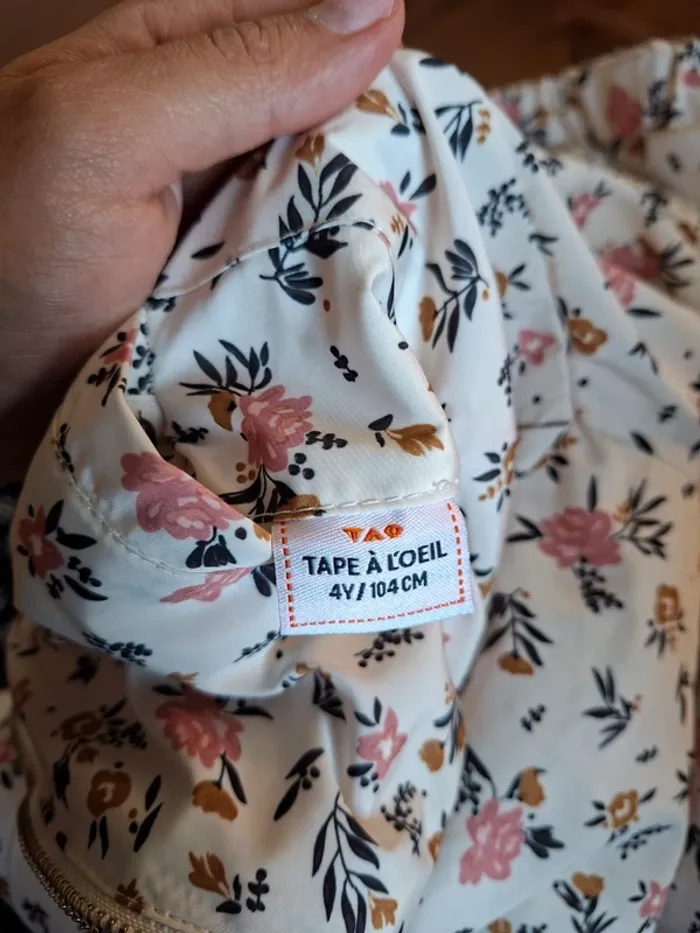 TAO
TAPE À L'OEIL
4Y/104CM